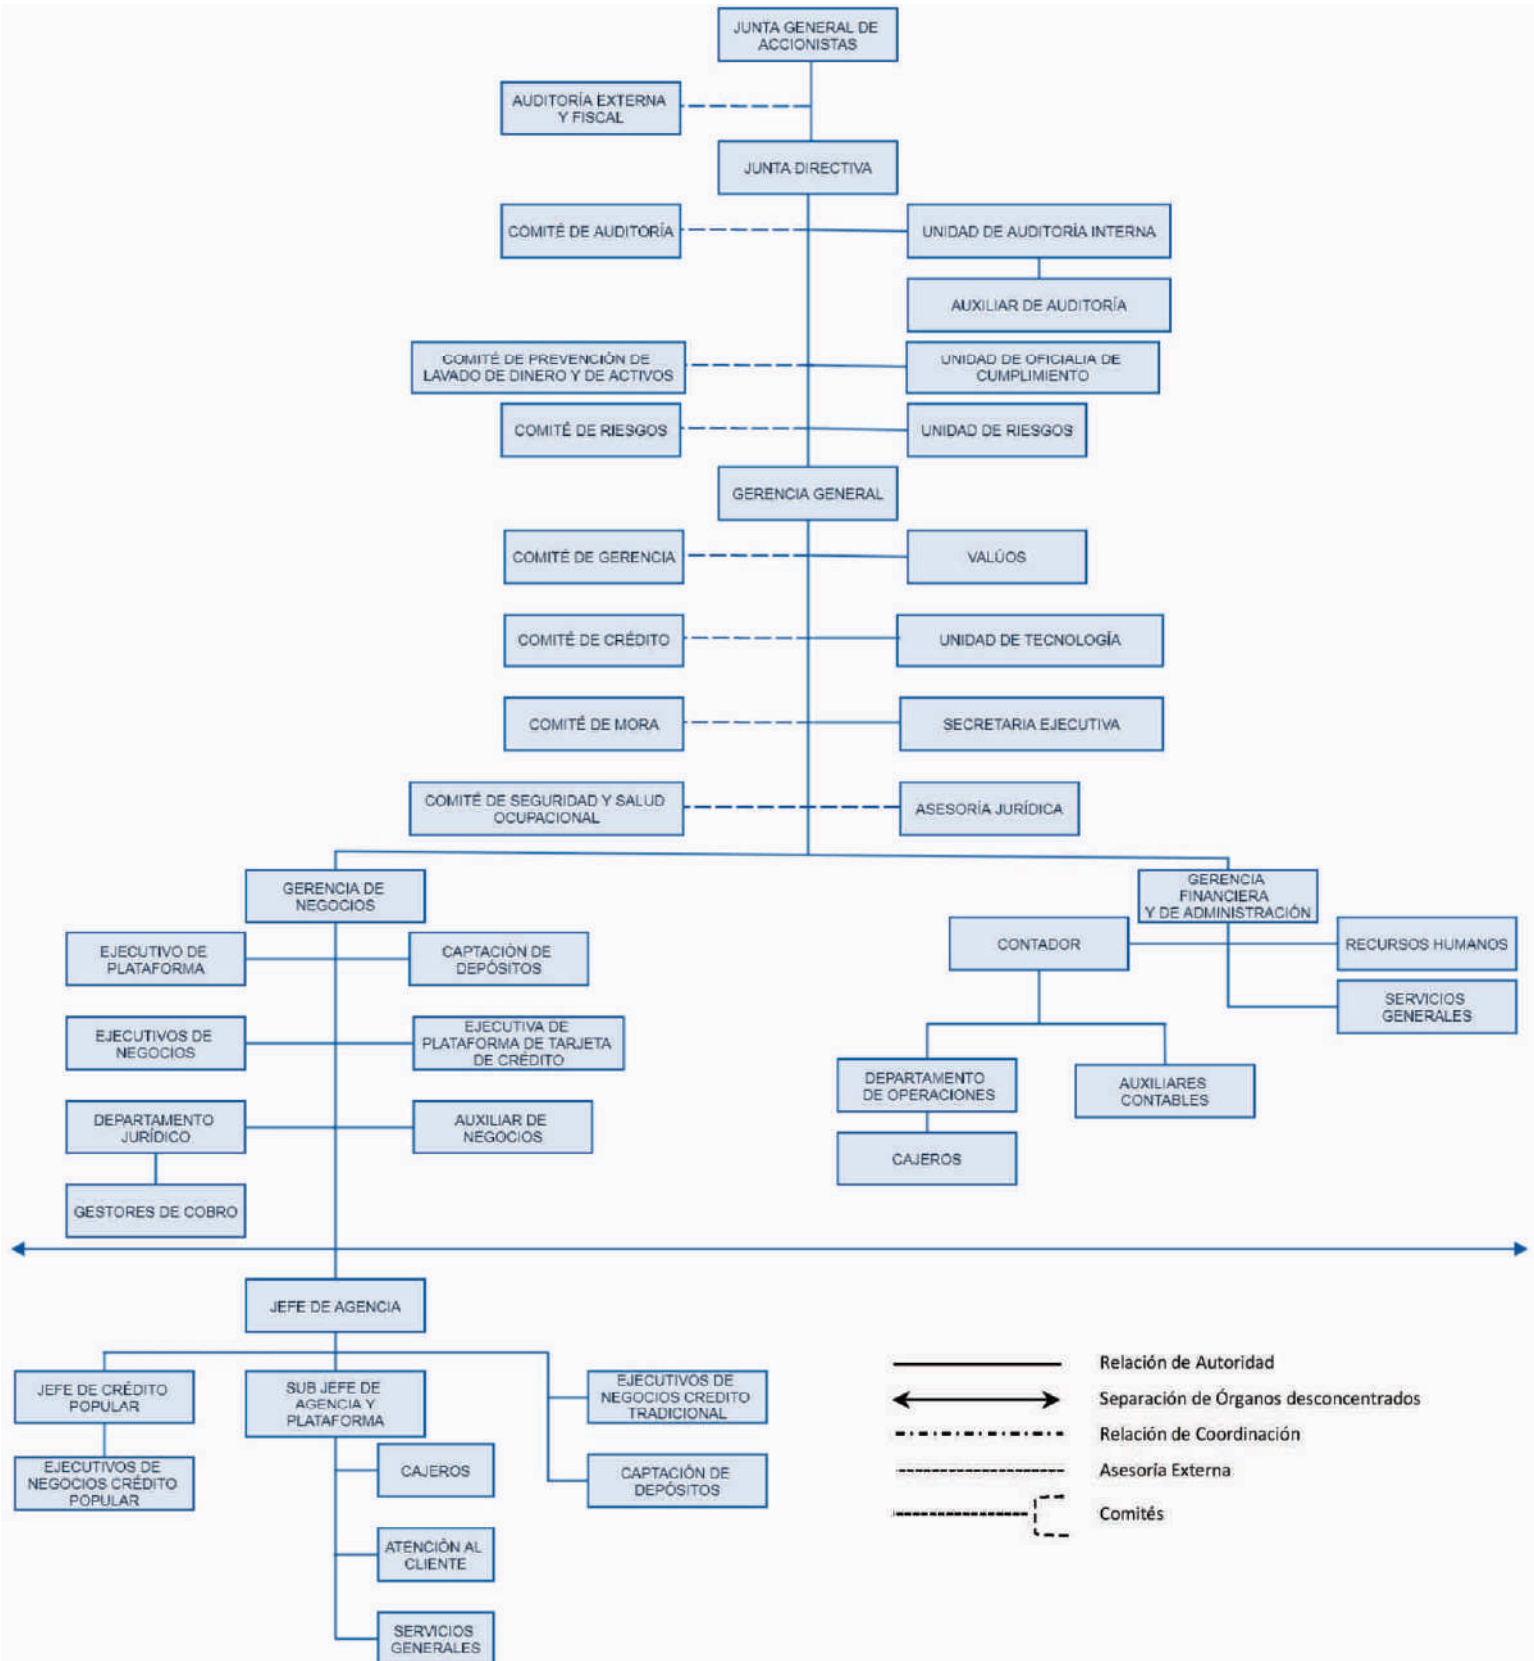 JUNTA GENERAL DE
ACCIONISTAS
AUDITORÍA EXTERNA
Y FISCAL
JUNTA DIRECTIVA
COMITÉ DE AUDITORÍA
UNIDAD DE AUDITORÍA INTERNA
AUXILIAR DE AUDITORÍA
COMITÉ DE PREVENCIÓN DE
LAVADO DE DINERO Y DE ACTIVOS
UNIDAD DE OFICIALIA DE
CUMPLIMIENTO
COMITÉ DE RIESGOS
UNIDAD DE RIESGOS
GERENCIA GENERAL
COMITÉ DE GERENCIA
VALÚOS
COMITÉ DE CRÉDITO
UNIDAD DE TECNOLOGÍA
COMITÉ DE MORA
SECRETARIA EJECUTIVA
COMITÉ DE SEGURIDAD Y SALUD
OCUPACIONAL
ASESORÍA JURÍDICA
GERENCIA DE
NEGOCIOS
GERENCIA
FINANCIERA
Y DE ADMINISTRACIÓN
EJECUTIVO DE
PLATAFORMA
CAPTACIÓN DE
DEPÓSITOS
CONTADOR
RECURSOS HUMANOS
SERVICIOS
GENERALES
EJECUTIVOS DE
NEGOCIOS
EJECUTIVA DE
PLATAFORMA DE TARJETA
DE CRÉDITO
DEPARTAMENTO
DE OPERACIONES
AUXILIARES
CONTABLES
DEPARTAMENTO
JURÍDICO
AUXILIAR DE
NEGOCIOS
CAJEROS
GESTORES DE COBRO
JEFE DE AGENCIA
JEFE DE CRÉDITO
POPULAR
SUB JEFE DE
AGENCIA Y
PLATAFORMA
EJECUTIVOS DE
NEGOCIOS CREDITO
TRADICIONAL
EJECUTIVOS DE
NEGOCIOS CRÉDITO
POPULAR
CAJEROS
CAPTACIÓN DE
DEPÓSITOS
ATENCIÓN AL
CLIENTE
SERVICIOS
GENERALES
Relación de Autoridad
Separación de Órganos desconcentrados
Relación de Coordinación
Asesoría Externa
Comités